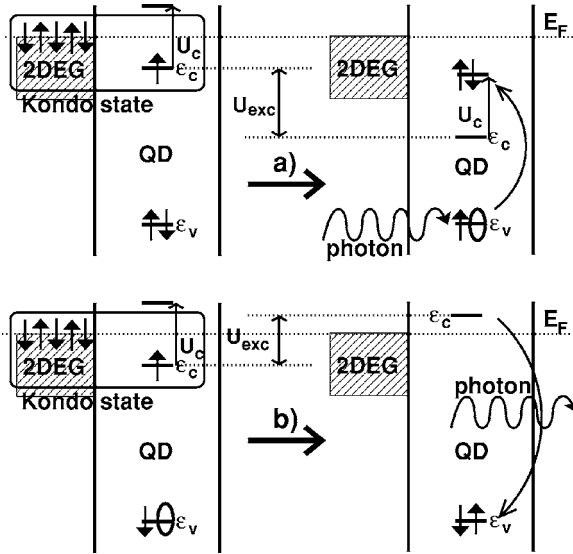 E_F
U_c
2DEG
ε_c
Kondo state
U_exc
2DEG
U_c
ε_c
QD
a)
QD
ε_v
photon
ε_v
ε_c
E_F
U_c
U_exc
2DEG
ε_c
2DEG
Kondo state
photon
b)
QD
QD
ε_v
ε_v